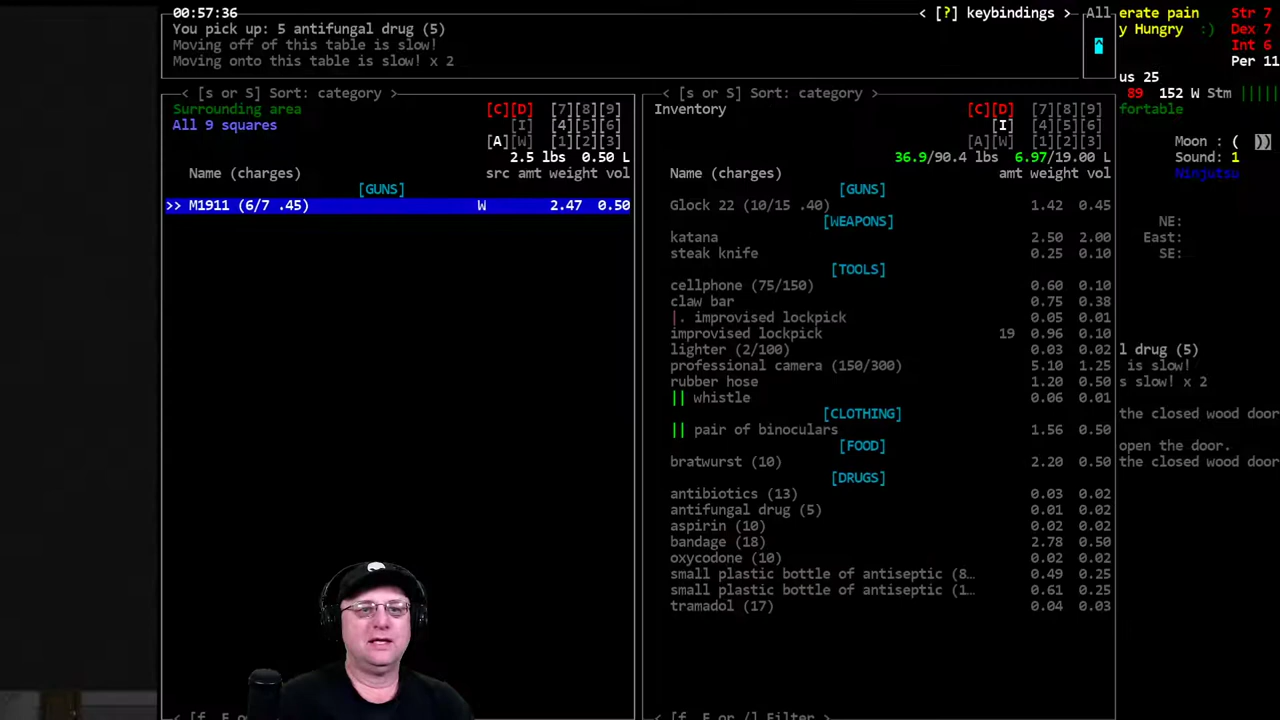 00:57:36
< [?] keybindings >
All
You pick up: 5 antifungal drug (5)
Moving off of this table is slow!
Moving onto this table is slow! x 2
^
erate pain
Str 7
y Hungry :)
Dex 7
Int 6
Per 11
us 25
89 152 W Stm |||||
fortable
Moon : ( ))
Sound: 1
Ninjutsu
NE:
East:
SE:
l drug (5)
is slow!
s slow! x 2
the closed wood door
open the door.
the closed wood door
< [s or S] Sort: category >
Surrounding area
[C][D] [7][8][9]
All 9 squares
[I] [4][5][6]
[A][W] [1][2][3]
2.5 lbs 0.50 L
Name (charges) src amt weight vol
[GUNS]
>> M1911 (6/7 .45) W 2.47 0.50
< [s or S] Sort: category >
Inventory
[C][D] [7][8][9]
[I] [4][5][6]
[A][W] [1][2][3]
36.9/90.4 lbs 6.97/19.00 L
Name (charges) amt weight vol
[GUNS]
Glock 22 (10/15 .40) 1.42 0.45
[WEAPONS]
katana 2.50 2.00
steak knife 0.25 0.10
[TOOLS]
cellphone (75/150) 0.60 0.10
claw bar 0.75 0.38
|. improvised lockpick 0.05 0.01
improvised lockpick 19 0.96 0.10
lighter (2/100) 0.03 0.02
professional camera (150/300) 5.10 1.25
rubber hose 1.20 0.50
|| whistle 0.06 0.01
[CLOTHING]
|| pair of binoculars 1.56 0.50
[FOOD]
bratwurst (10) 2.20 0.50
[DRUGS]
antibiotics (13) 0.03 0.02
antifungal drug (5) 0.01 0.02
aspirin (10) 0.02 0.02
bandage (18) 2.78 0.50
oxycodone (10) 0.02 0.02
small plastic bottle of antiseptic (8… 0.49 0.25
small plastic bottle of antiseptic (1… 0.61 0.25
tramadol (17) 0.04 0.03
< [f, F or /] Filter >